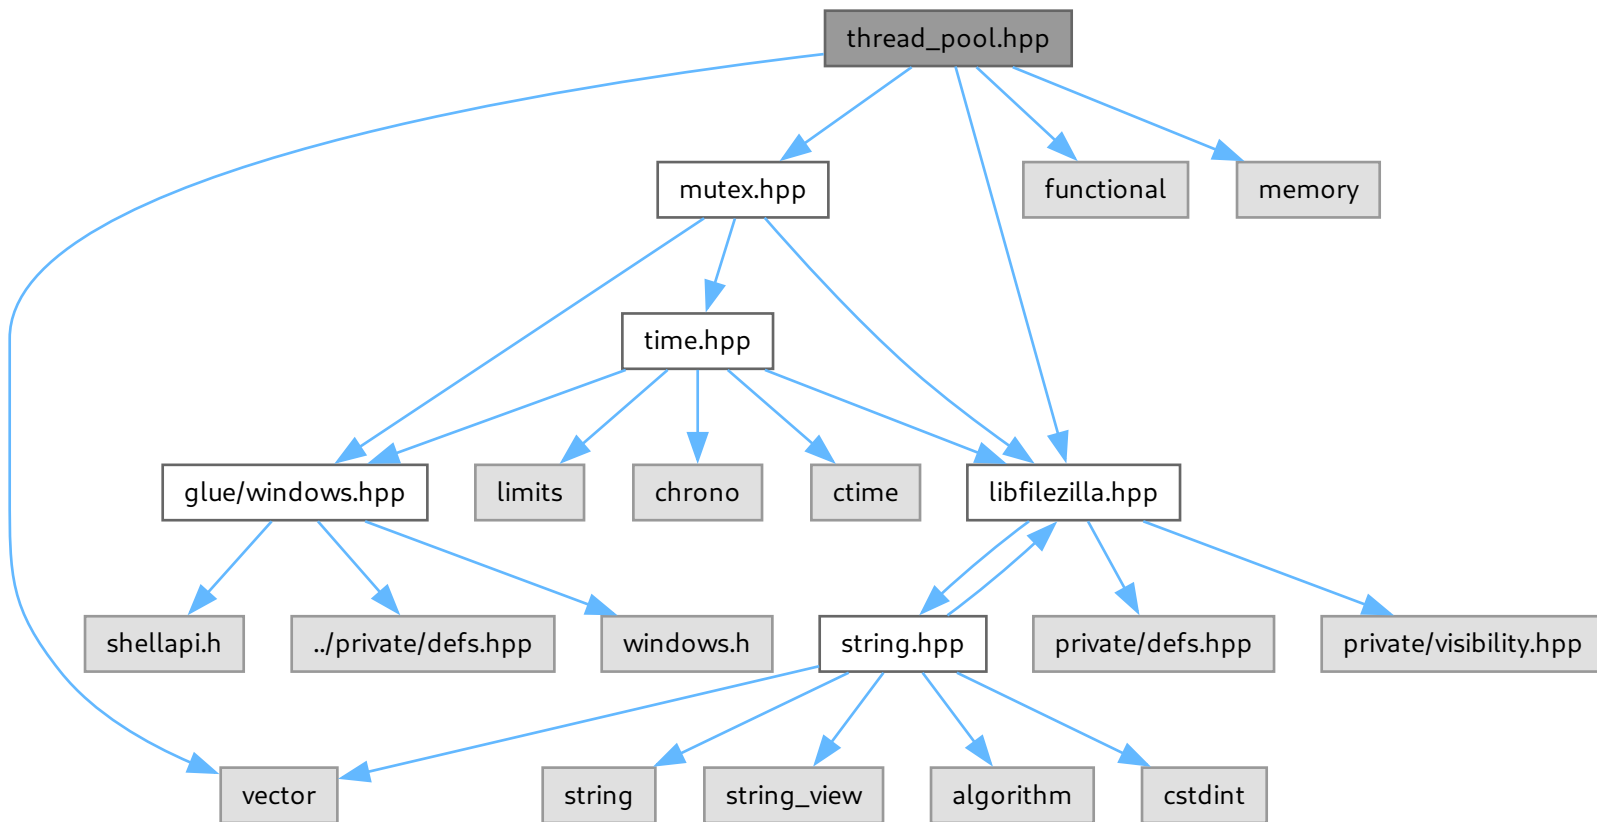 thread_pool.hpp
mutex.hpp
functional
memory
time.hpp
glue/windows.hpp
limits
chrono
ctime
libfilezilla.hpp
shellapi.h
../private/defs.hpp
windows.h
string.hpp
private/defs.hpp
private/visibility.hpp
vector
string
string_view
algorithm
cstdint